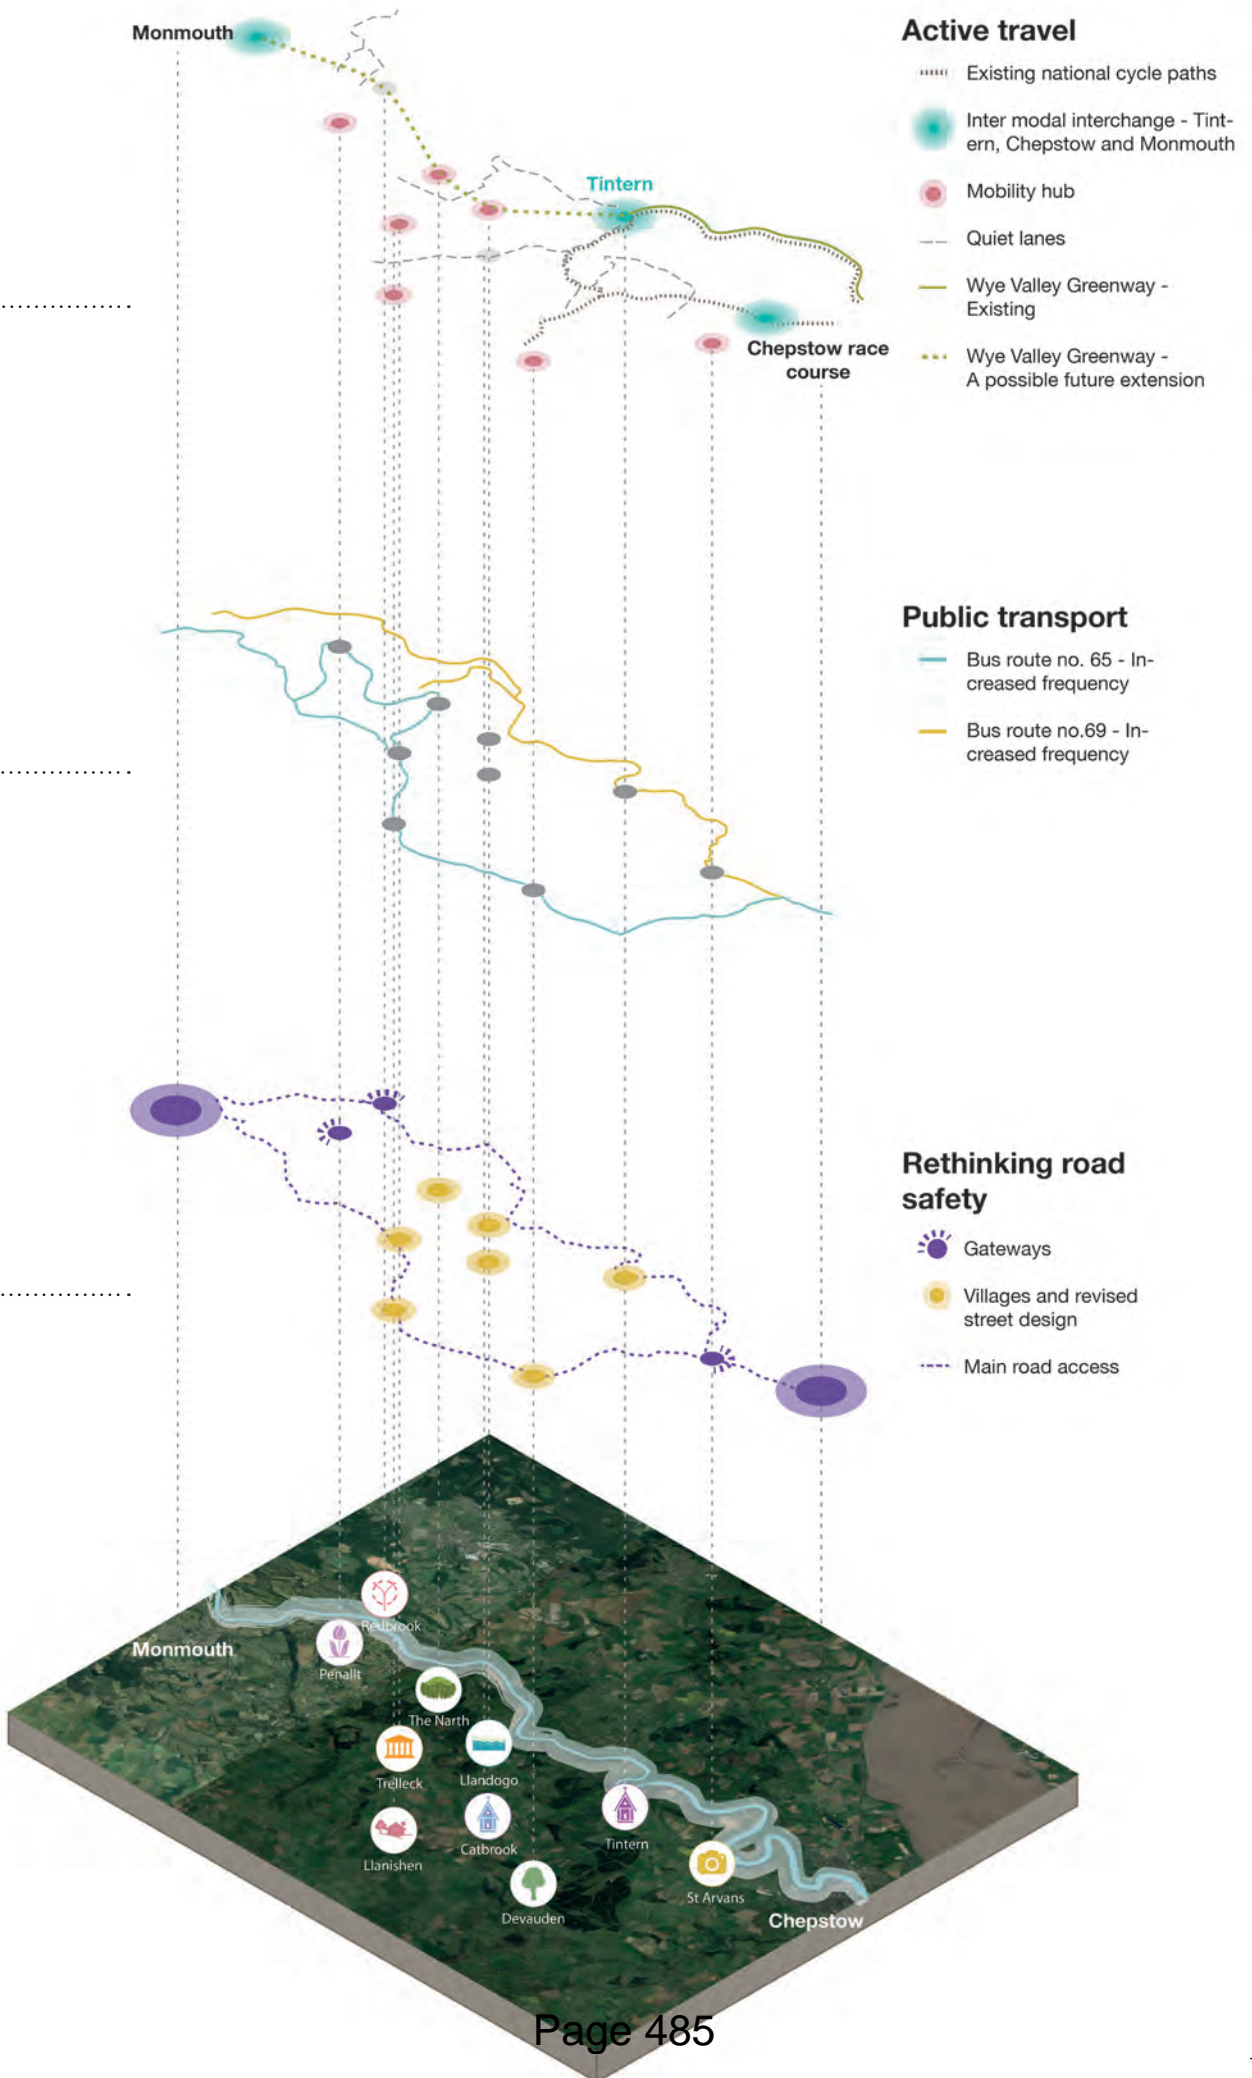 Monmouth
Tintern
Chepstow race
course
Active travel
Existing national cycle paths
Inter modal interchange - Tint-
ern, Chepstow and Monmouth
Mobility hub
Quiet lanes
Wye Valley Greenway -
Existing
Wye Valley Greenway -
A possible future extension
Public transport
Bus route no. 65 - In-
creased frequency
Bus route no.69 - In-
creased frequency
Rethinking road
safety
Gateways
Villages and revised
street design
Main road access
Redbrook
Monmouth
Penallt
The Narth
Trelleck
Llandogo
Llanishen
Catbrook
Tintern
Devauden
St Arvans
Chepstow
Page 485